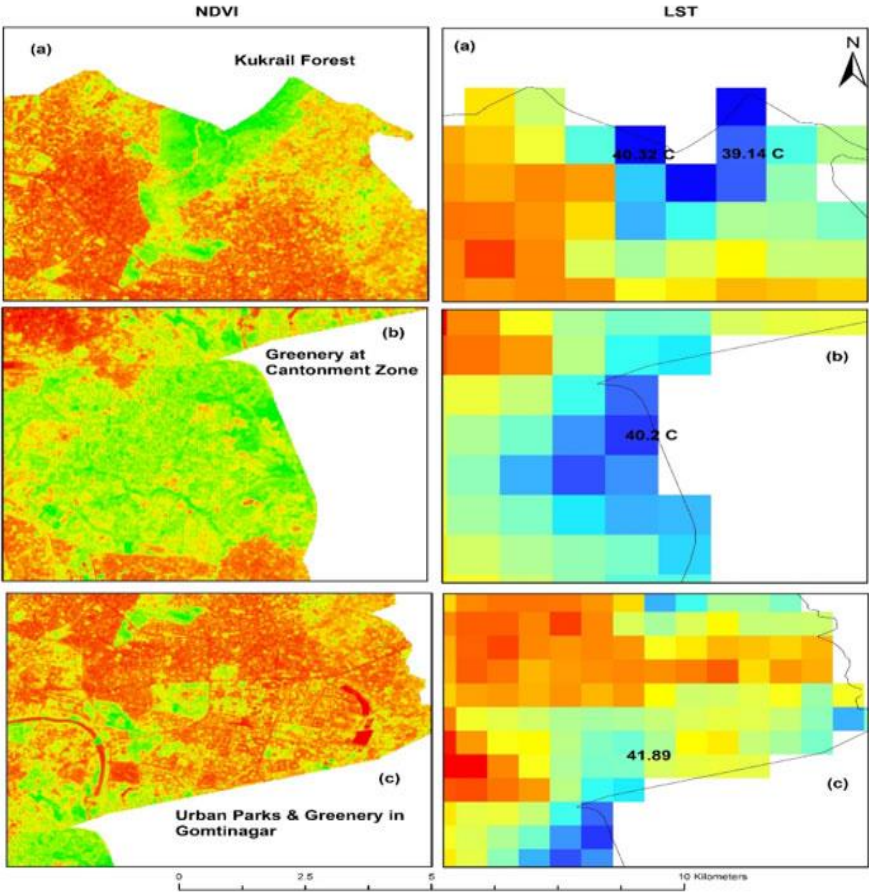 NDVI
LST
(a)
Kukrail Forest
(a)
N
40.32 C
39.14 C
(b)
Greenery at
Cantonment Zone
(b)
40.2 C
(c)
Urban Parks & Greenery in
Gomtinagar
41.89
(c)
0
2.5
5
10 Kilometers